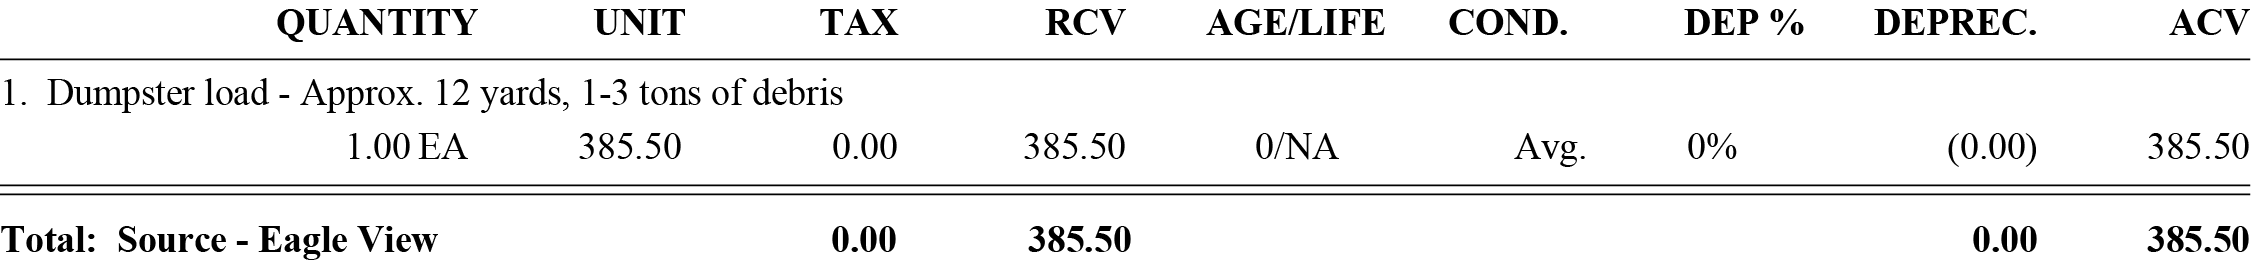 QUANTITY UNIT TAX RCV AGE/LIFE COND. DEP % DEPREC. ACV
1. Dumpster load - Approx. 12 yards, 1-3 tons of debris
1.00 EA 385.50 0.00 385.50 0/NA Avg. 0% (0.00) 385.50
Total: Source - Eagle View 0.00 385.50 0.00 385.50